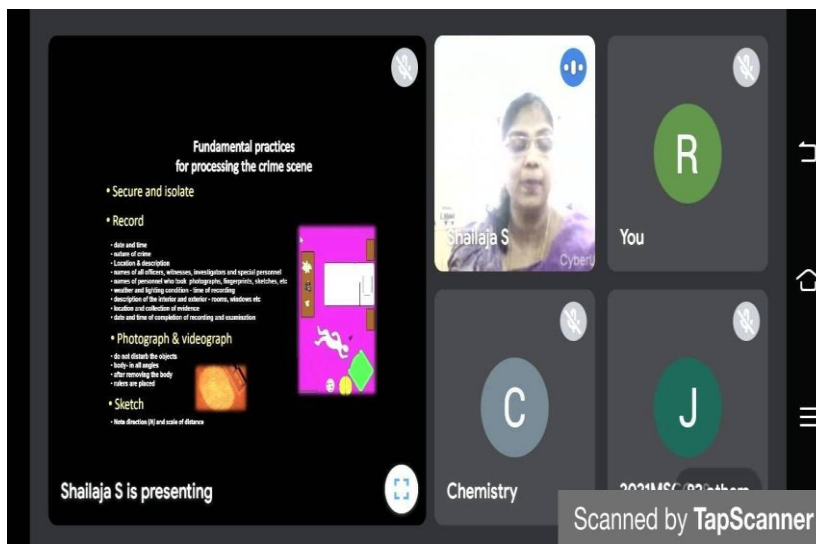 Fundamental practices
for processing the crime scene
• Secure and isolate
• Record
• date and time
• nature of crime
• Location & description
• names of all officers, witnesses, investigators and special personnel
• names of personnel who took photographs, fingerprints, sketches, etc
• weather and lighting condition - time of recording
• description of the interior and exterior - rooms, windows etc
• location and collection of evidence
• date and time of completion of recording and examination
• Photograph & videograph
• do not disturb the objects
• body- in all angles
• after removing the body
• rulers are placed
• Sketch
• Note direction (N) and scale of distance
Shailaja S is presenting
Shailaja S
R
You
C
Chemistry
J
Scanned by TapScanner